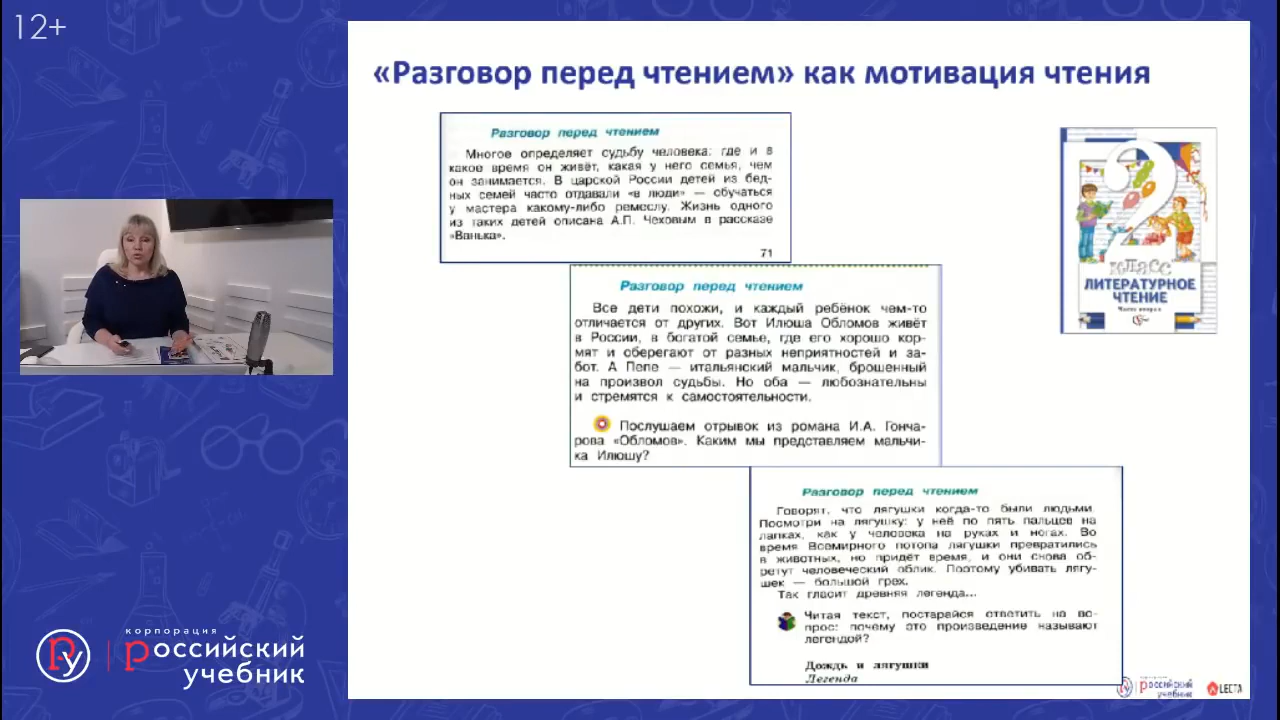 12+
«Разговор перед чтением» как мотивация чтения
Разговор перед чтением
Многое определяет судьбу человека: где и в
какое время он живёт, какая у него семья, чем
он занимается. В царской России детей из бед-
ных семей часто отдавали «в люди» — обучаться
у мастера какому-либо ремеслу. Жизнь одного
из таких детей описана А.П. Чеховым в рассказе
«Ванька».
71
Разговор перед чтением
Все дети похожи, и каждый ребёнок чем-то
отличается от других. Вот Илюша Обломов живёт
в России, в богатой семье, где его хорошо кор-
мят и оберегают от разных неприятностей и за-
бот. А Пепе — итальянский мальчик, брошенный
на произвол судьбы. Но оба — любознательны
и стремятся к самостоятельности.
Послушаем отрывок из романа И.А. Гонча-
рова «Обломов». Каким мы представляем мальчи-
ка Илюшу?
Разговор перед чтением
Говорят, что лягушки когда-то были людьми.
Посмотри на лягушку: у неё по пять пальцев на
лапках, как у человека на руках и ногах. Во
время Всемирного потопа лягушки превратились
в животных, но придёт время, и они снова об-
ретут человеческий облик. Поэтому убивать лягу-
шек — большой грех.
Так гласит древняя легенда...
Читая текст, постарайся ответить на во-
прос: почему это произведение называют
легендой?
Дождь и лягушки
Легенда
2
класс
ЛИТЕРАТУРНОЕ
ЧТЕНИЕ
Часть вторая
корпорация
российский
учебник
корпорация
российский
учебник
LECTA